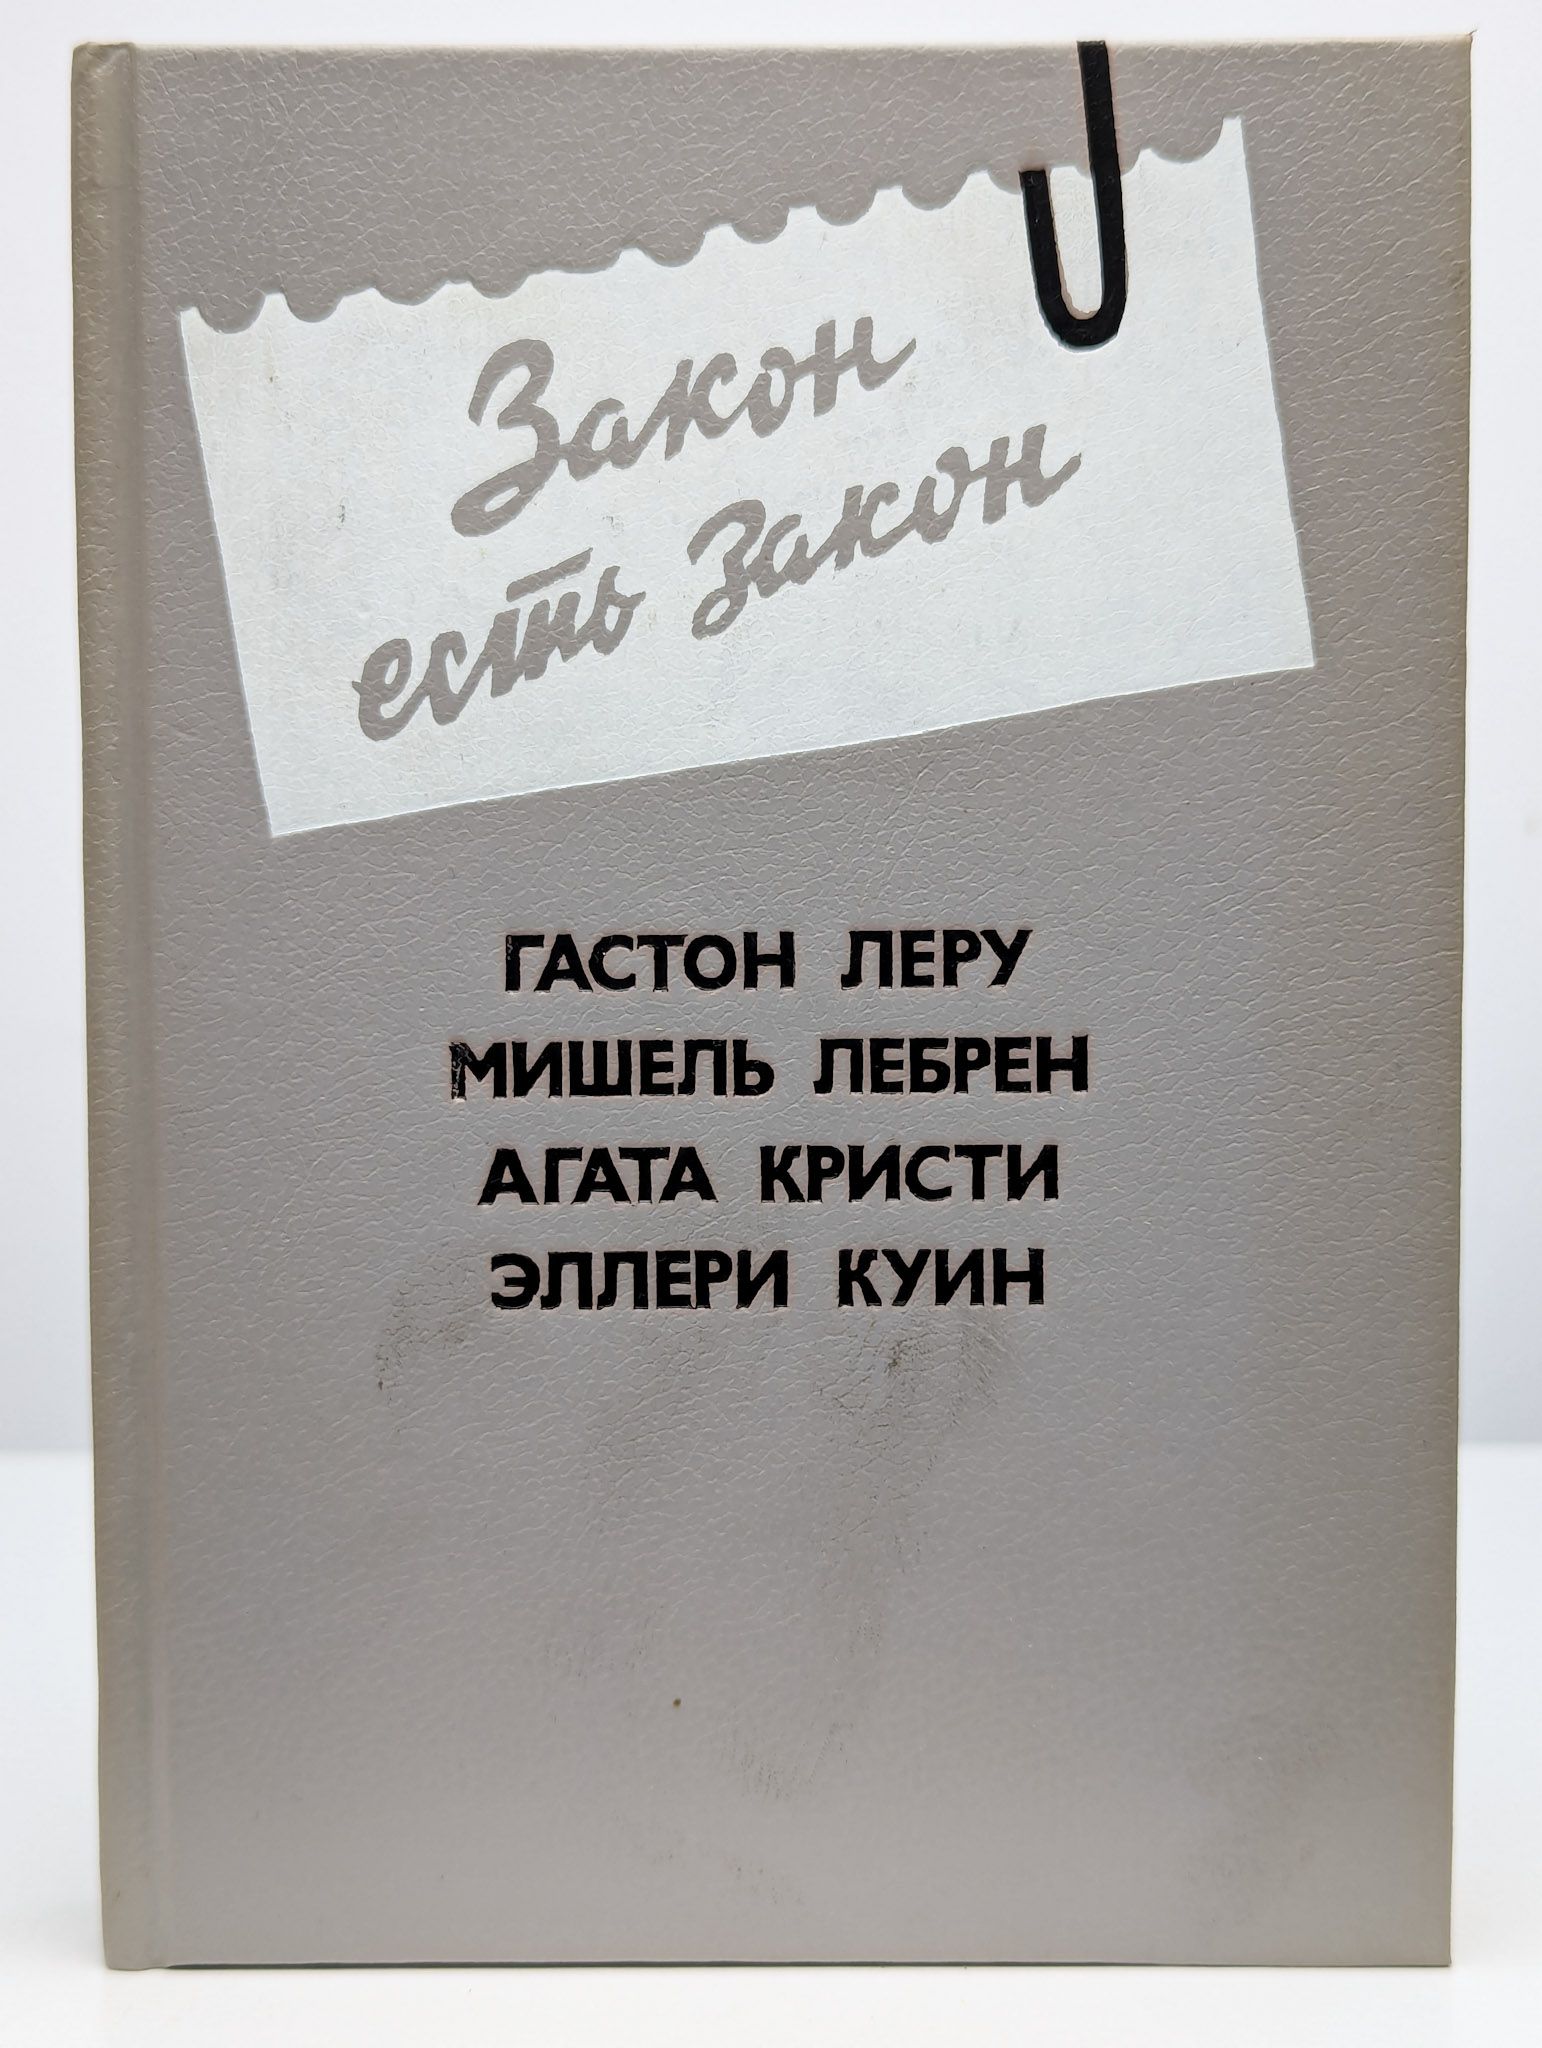 Закон
есть Закон
ГАСТОН ЛЕРУ
МИШЕЛЬ ЛЕБРЕН
АГАТА КРИСТИ
ЭЛЛЕРИ КУИН